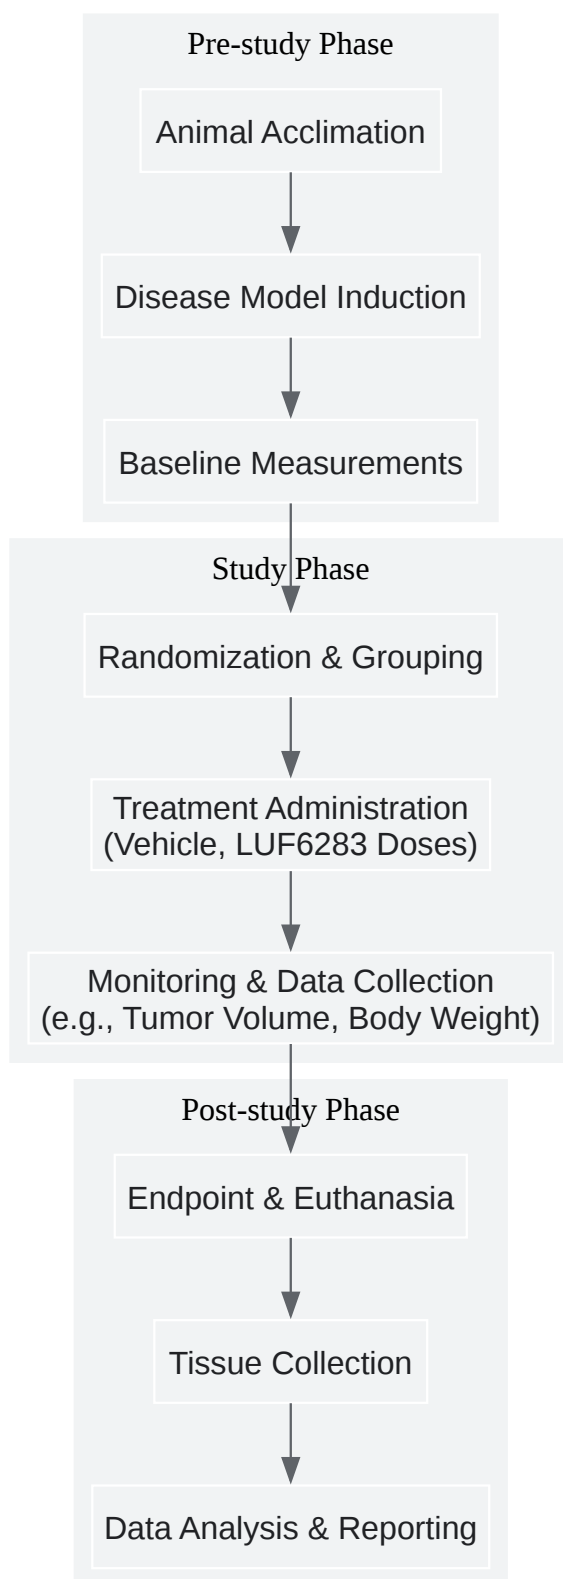 Pre-study Phase
Animal Acclimation
Disease Model Induction
Baseline Measurements
Study Phase
Randomization & Grouping
Treatment Administration
(Vehicle, LUF6283 Doses)
Monitoring & Data Collection
(e.g., Tumor Volume, Body Weight)
Post-study Phase
Endpoint & Euthanasia
Tissue Collection
Data Analysis & Reporting